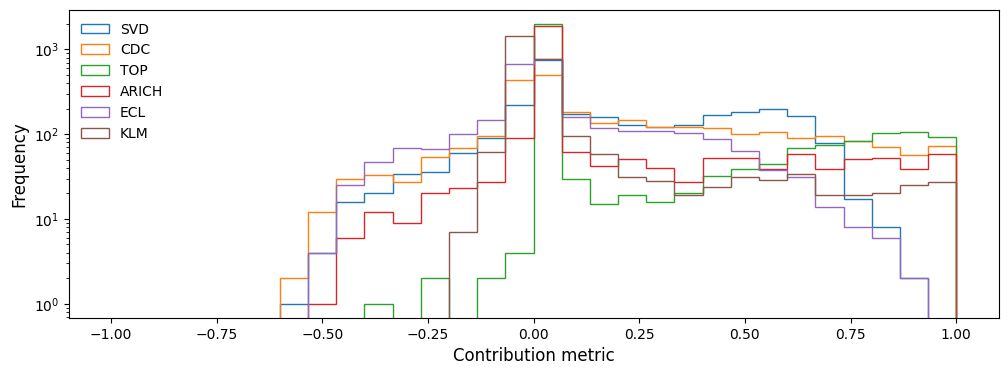 SVD
CDC
TOP
ARICH
ECL
KLM
Frequency
10³
10²
10¹
10⁰
−1.00 −0.75 −0.50 −0.25 0.00 0.25 0.50 0.75 1.00
Contribution metric